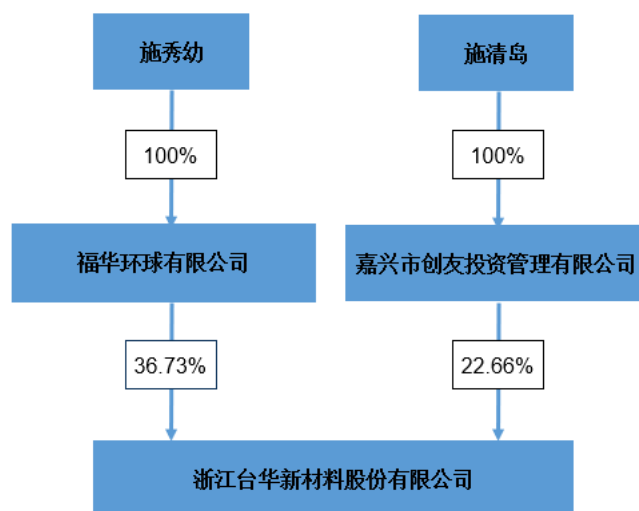 施秀幼
施清岛
100%
100%
福华环球有限公司
嘉兴市创友投资管理有限公司
36.73%
22.66%
浙江台华新材料股份有限公司